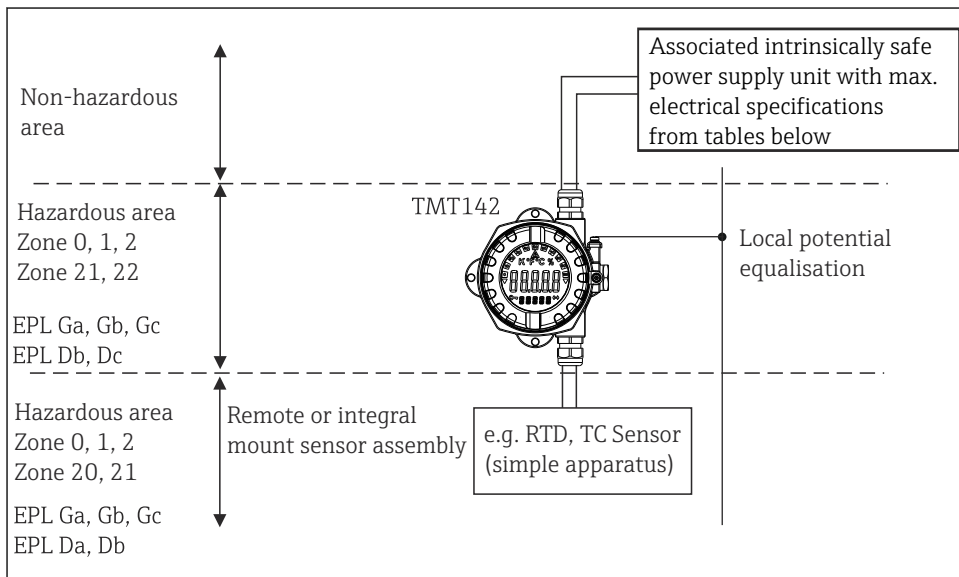 Associated intrinsically safe
power supply unit with max.
electrical specifications
from tables below
Non-hazardous
area
TMT142
Hazardous area
Zone 0, 1, 2
Zone 21, 22
EPL Ga, Gb, Gc
EPL Db, Dc
K°F°C %
Local potential
equalisation
Hazardous area
Zone 0, 1, 2
Zone 20, 21
EPL Ga, Gb, Gc
EPL Da, Db
Remote or integral
mount sensor assembly
e.g. RTD, TC Sensor
(simple apparatus)